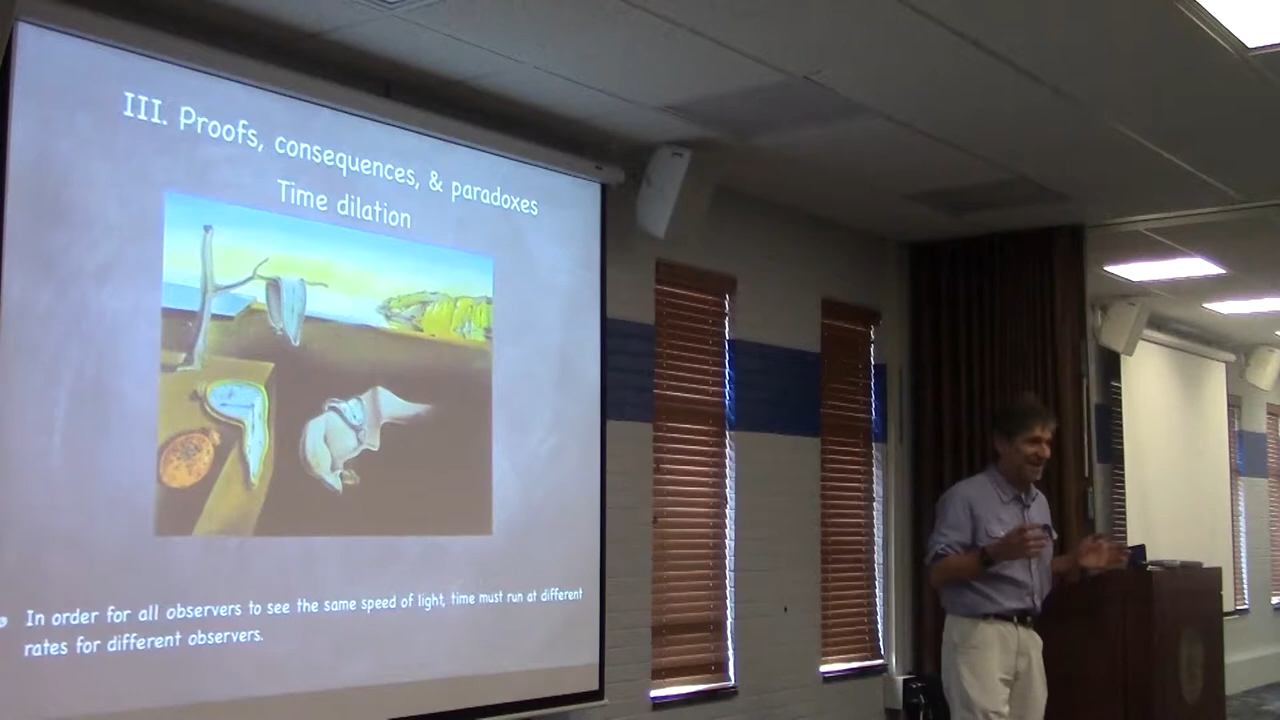 III. Proofs, consequences, & paradoxes
Time dilation
In order for all observers to see the same speed of light, time must run at different
rates for different observers.